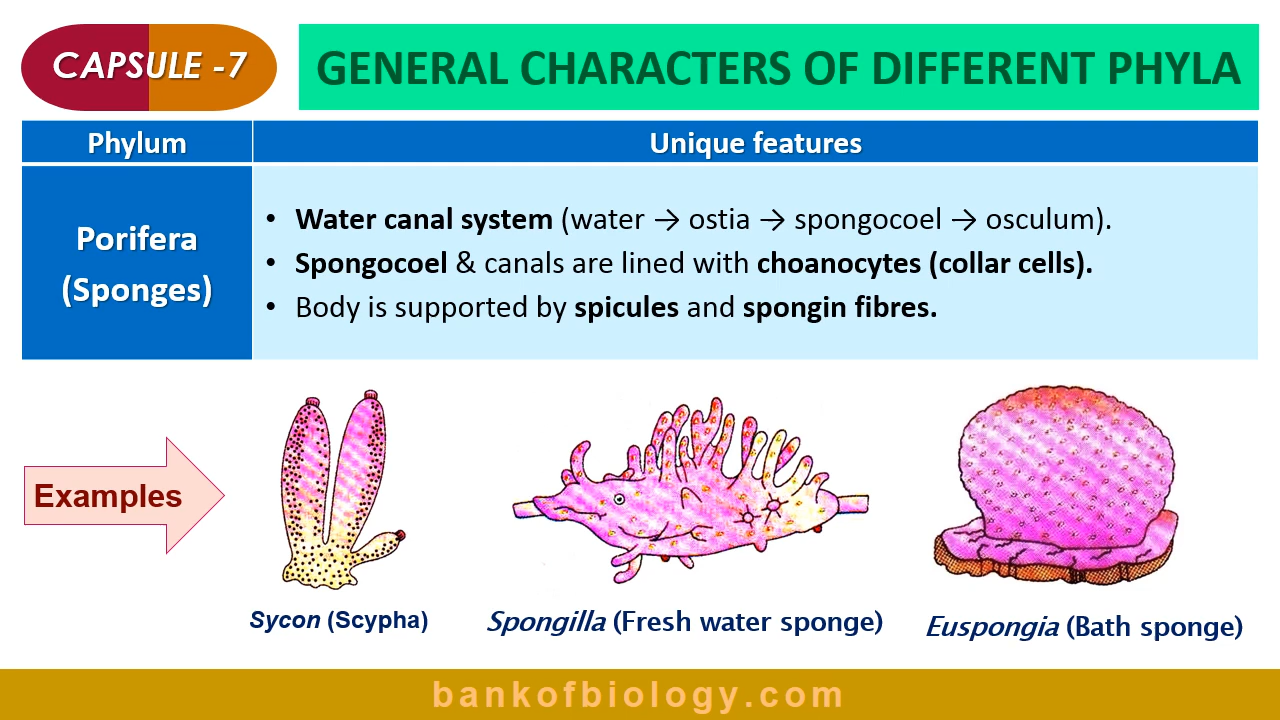 CAPSULE -7
GENERAL CHARACTERS OF DIFFERENT PHYLA
Phylum
Unique features
Porifera
(Sponges)
• Water canal system (water → ostia → spongocoel → osculum).
• Spongocoel & canals are lined with choanocytes (collar cells).
• Body is supported by spicules and spongin fibres.
Examples
Sycon (Scypha)
Spongilla (Fresh water sponge)
Euspongia (Bath sponge)
bankofbiology.com